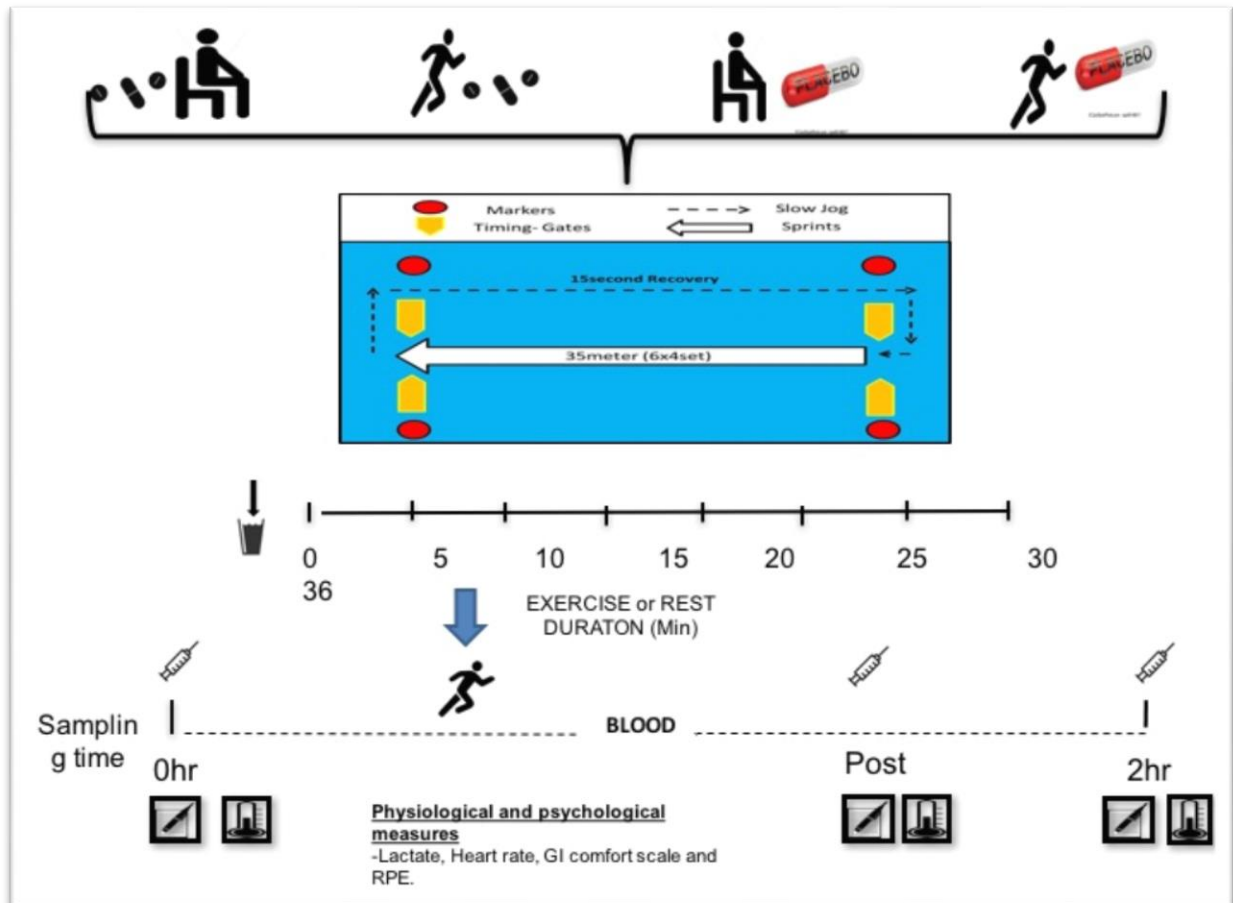 PLACEBO
PLACEBO
Markers
Slow Jog
Timing- Gates
Sprints
15second Recovery
35meter (6x4set)
0 5 10 15 20 25 30
36
EXERCISE or REST
DURATON (Min)
Samplin
g time
BLOOD
0hr
Post
2hr
Physiological and psychological
measures
-Lactate, Heart rate, GI comfort scale and
RPE.